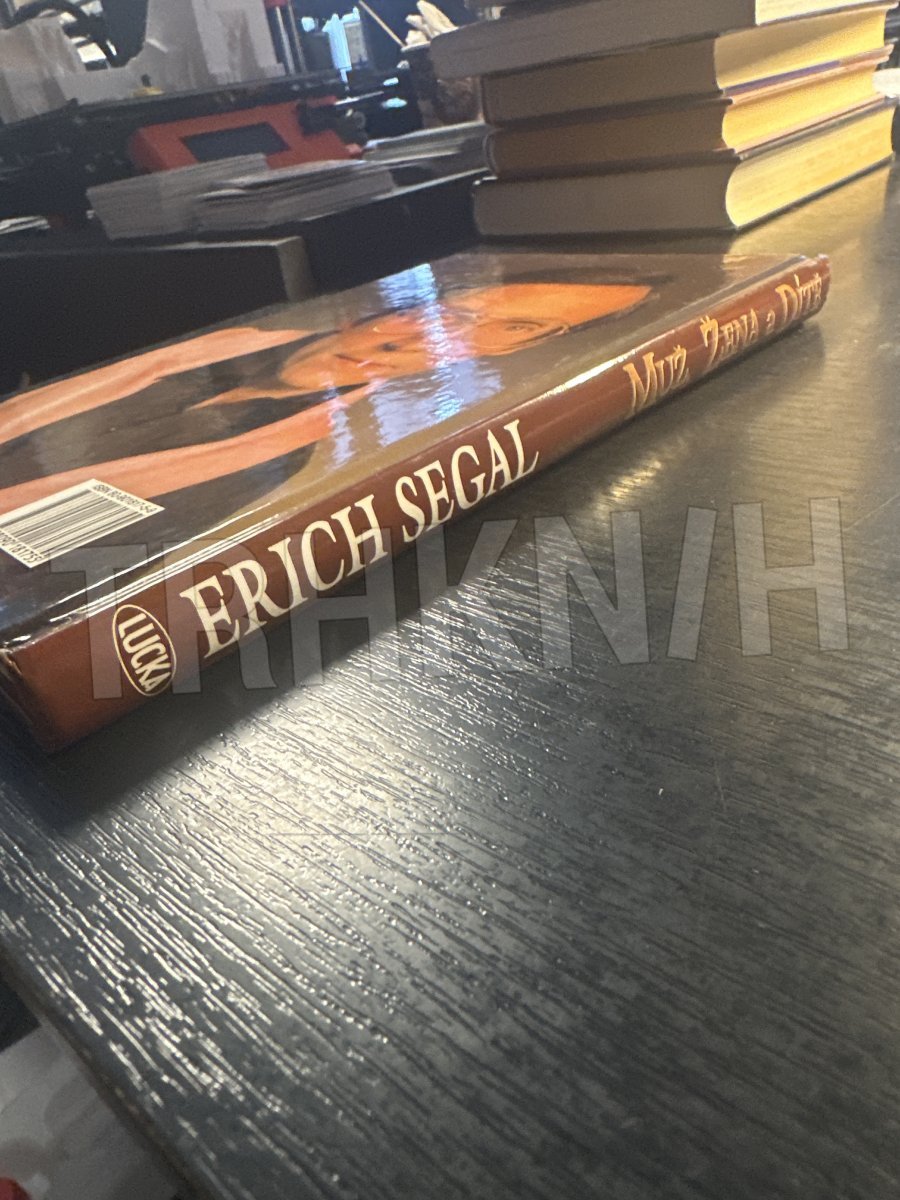 ERICH SEGAL
MUŽ ŽENA a DÍTĚ
LUCKA
TRHKNIH